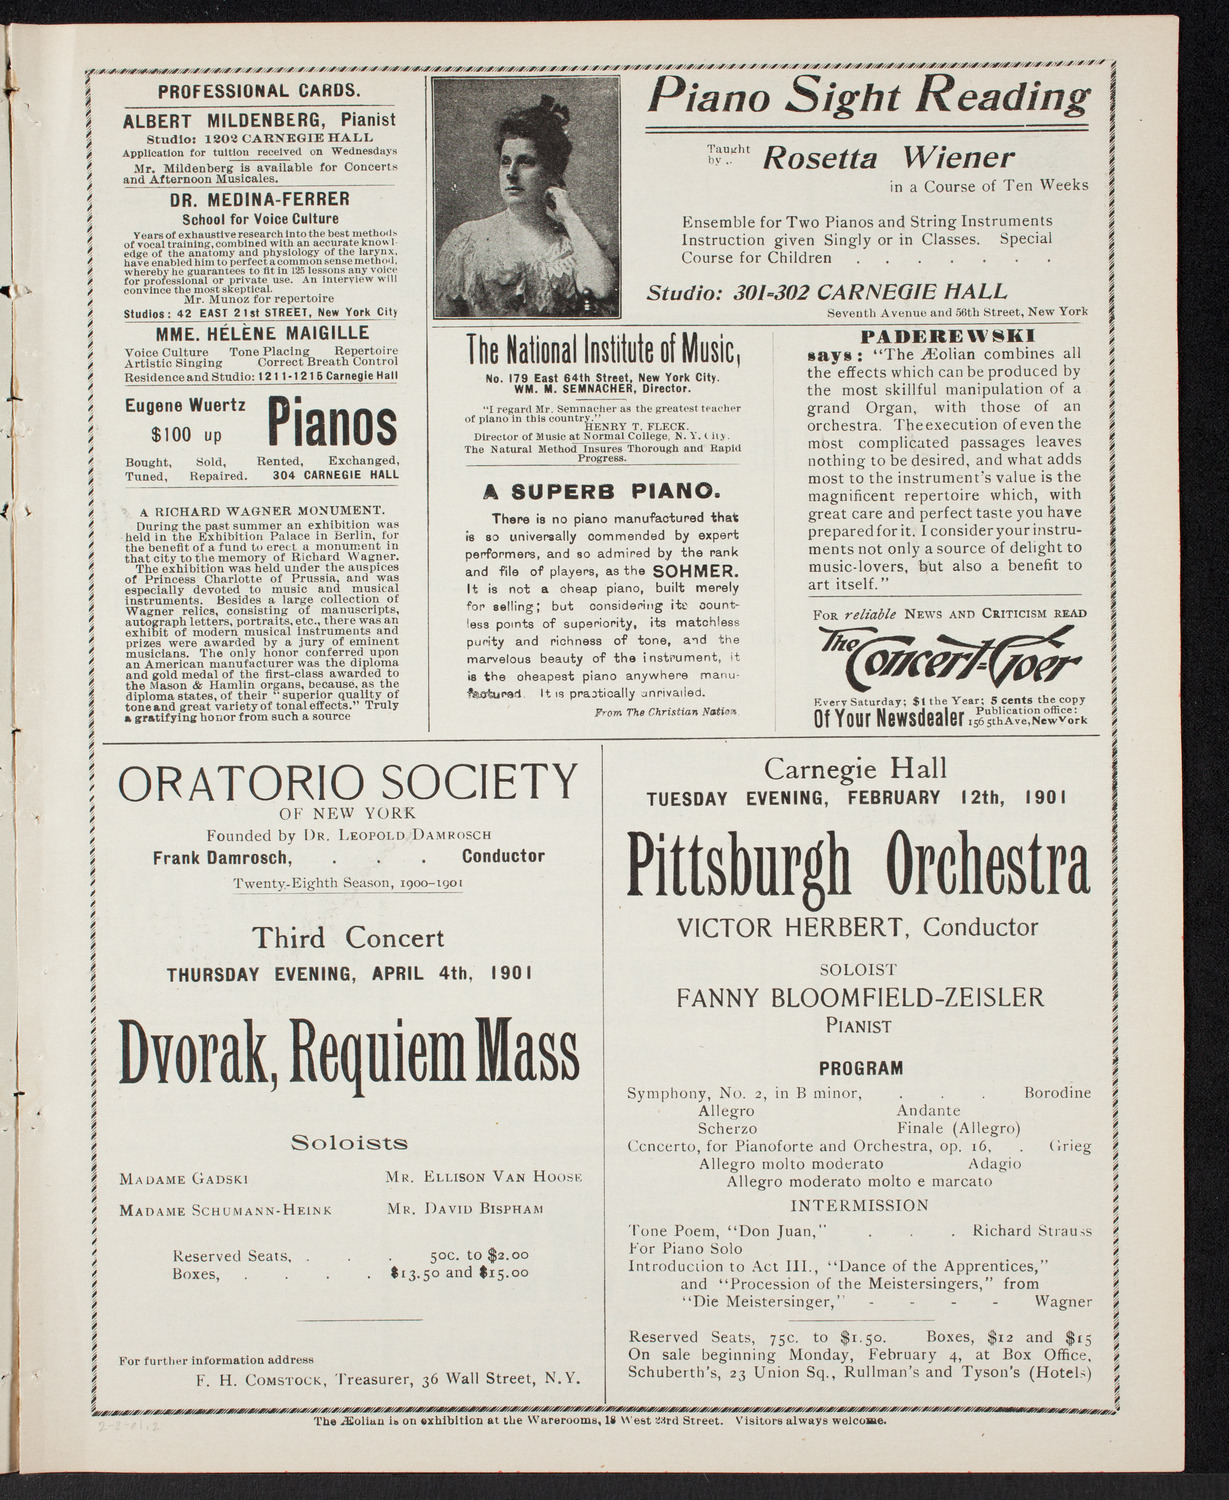 PROFESSIONAL CARDS.
ALBERT MILDENBERG, Pianist
Studio: 1202 CARNEGIE HALL
Application for tuition received on Wednesdays
Mr. Mildenberg is available for Concerts
and Afternoon Musicales.
DR. MEDINA-FERRER
School for Voice Culture
Years of exhaustive research into the best methods
of vocal training, combined with an accurate knowl-
edge of the anatomy and physiology of the larynx,
have enabled him to perfect a common sense method,
whereby he guarantees to fit in 125 lessons any voice
for professional or private use. An interview will
convince the most skeptical.
Mr. Munoz for repertoire
Studios: 42 EAST 21st STREET, New York City
MME. HÉLÈNE MAIGILLE
Voice Culture Tone Placing Repertoire
Artistic Singing Correct Breath Control
Residence and Studio: 1211-1215 Carnegie Hall
Eugene Wuertz
$100 up
Pianos
Bought, Sold, Rented, Exchanged,
Tuned, Repaired. 304 CARNEGIE HALL
A RICHARD WAGNER MONUMENT.
During the past summer an exhibition was
held in the Exhibition Palace in Berlin, for
the benefit of a fund to erect a monument in
that city to the memory of Richard Wagner.
The exhibition was held under the auspices
of Princess Charlotte of Prussia, and was
especially devoted to music and musical
instruments. Besides a large collection of
Wagner relics, consisting of manuscripts,
autograph letters, portraits, etc., there was an
exhibit of modern musical instruments and
prizes were awarded by a jury of eminent
musicians. The only honor conferred upon
an American manufacturer was the diploma
and gold medal of the first-class awarded to
the Mason & Hamlin organs, because, as the
diploma states, of their "superior quality of
tone and great variety of tonal effects." Truly
a gratifying honor from such a source
Piano Sight Reading
Taught
by ..
Rosetta Wiener
in a Course of Ten Weeks
Ensemble for Two Pianos and String Instruments
Instruction given Singly or in Classes. Special
Course for Children . . . . . . .
Studio: 301-302 CARNEGIE HALL
Seventh Avenue and 56th Street, New York
The National Institute of Music,
No. 179 East 64th Street, New York City.
WM. M. SEMNACHER, Director.
"I regard Mr. Semnacher as the greatest teacher
of piano in this country."
HENRY T. FLECK.
Director of Music at Normal College, N. Y. City.
The Natural Method Insures Thorough and Rapid
Progress.
A SUPERB PIANO.
There is no piano manufactured that
is so universally commended by expert
performers, and so admired by the rank
and file of players, as the SOHMER.
It is not a cheap piano, built merely
for selling; but considering its count-
less points of superiority, its matchless
purity and richness of tone, and the
marvelous beauty of the instrument, it
is the cheapest piano anywhere manu-
factured. It is practically unrivailed.
From The Christian Nation.
PADEREWSKI
says: "The Æolian combines all
the effects which can be produced by
the most skillful manipulation of a
grand Organ, with those of an
orchestra. The execution of even the
most complicated passages leaves
nothing to be desired, and what adds
most to the instrument's value is the
magnificent repertoire which, with
great care and perfect taste you have
prepared for it. I consider your instru-
ments not only a source of delight to
music-lovers, but also a benefit to
art itself."
FOR reliable NEWS AND CRITICISM READ
The Concert-Goer
Every Saturday; $1 the Year; 5 cents the copy
Of Your Newsdealer
Publication office:
156 5th Ave, New York
ORATORIO SOCIETY
OF NEW YORK
Founded by DR. LEOPOLD DAMROSCH
Frank Damrosch, . . . Conductor
Twenty-Eighth Season, 1900-1901
Third Concert
THURSDAY EVENING, APRIL 4th, 1901
Dvorak, Requiem Mass
Soloists
MADAME GADSKI MR. ELLISON VAN HOOSE
MADAME SCHUMANN-HEINK MR. DAVID BISPHAM
Reserved Seats, . . . 50c. to $2.00
Boxes, . . . . $13.50 and $15.00
For further information address
F. H. COMSTOCK, Treasurer, 36 Wall Street, N.Y.
Carnegie Hall
TUESDAY EVENING, FEBRUARY 12th, 1901
Pittsburgh Orchestra
VICTOR HERBERT, Conductor
SOLOIST
FANNY BLOOMFIELD-ZEISLER
PIANIST
PROGRAM
Symphony, No. 2, in B minor, . . . Borodine
Allegro Andante
Scherzo Finale (Allegro)
Concerto, for Pianoforte and Orchestra, op. 16, . Grieg
Allegro molto moderato Adagio
Allegro moderato molto e marcato
INTERMISSION
Tone Poem, "Don Juan," . . . Richard Strauss
For Piano Solo
Introduction to Act III., "Dance of the Apprentices,"
and "Procession of the Meistersingers," from
"Die Meistersinger," - - - - Wagner
Reserved Seats, 75c. to $1.50. Boxes, $12 and $15
On sale beginning Monday, February 4, at Box Office,
Schuberth's, 23 Union Sq., Rullman's and Tyson's (Hotels)
The Æolian is on exhibition at the Warerooms, 18 West 23rd Street. Visitors always welcome.
2-8-01.2